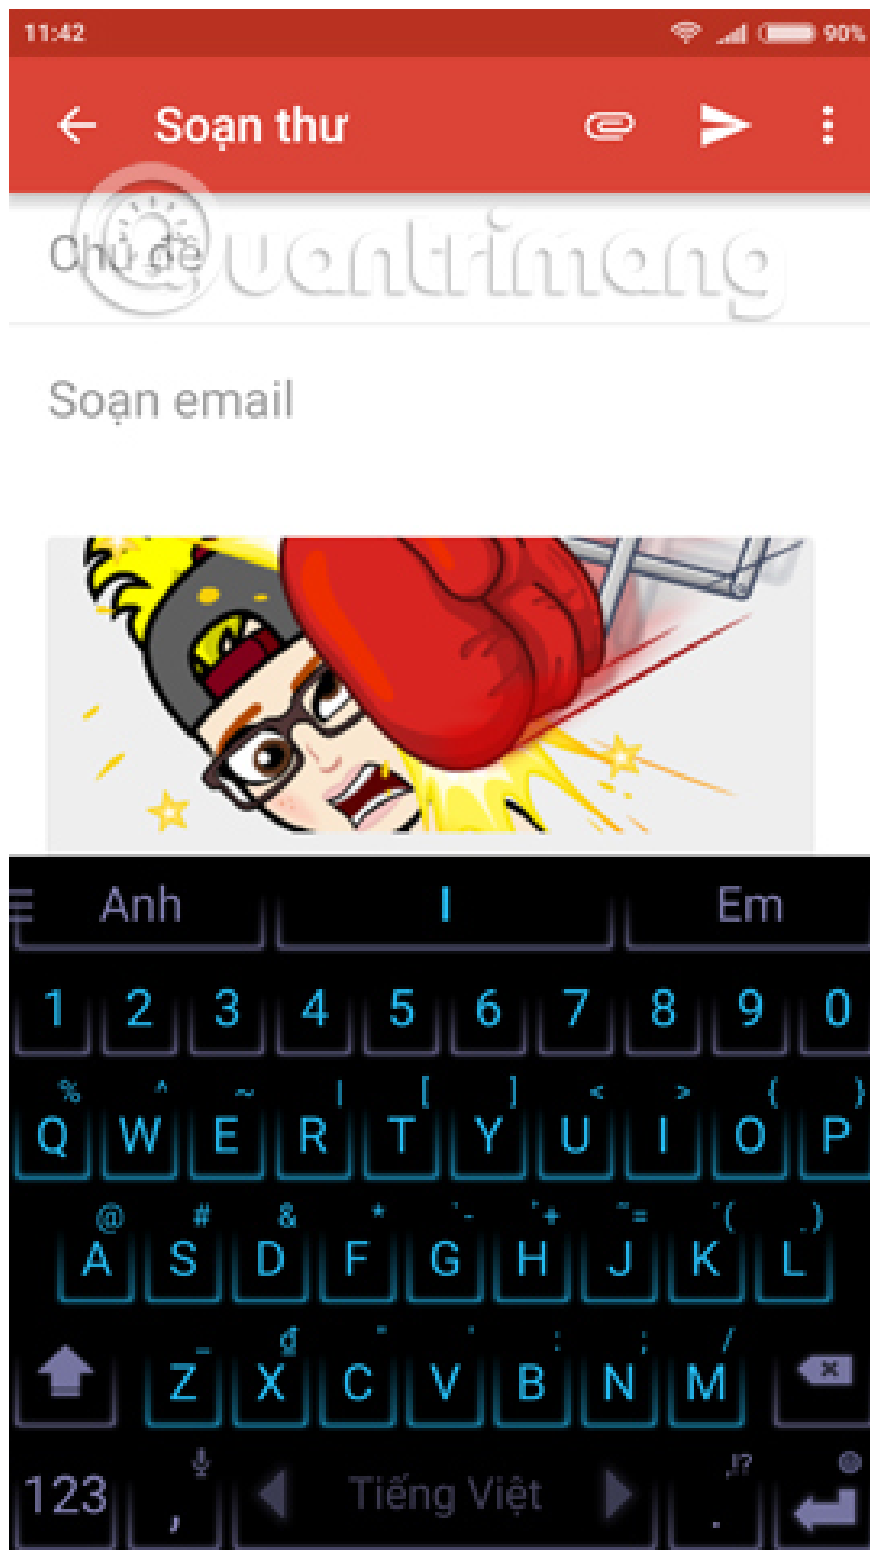 11:42 90%
Soạn thư
Chủ đề
Quantrimang
Soạn email
Anh I Em
1 2 3 4 5 6 7 8 9 0
% ^ ~ | [ ] < > { }
Q W E R T Y U I O P
@ # & * - + = ( )
A S D F G H J K L
_ ₫ " ' : ; /
Z X C V B N M
,!?
123 , Tiếng Việt .